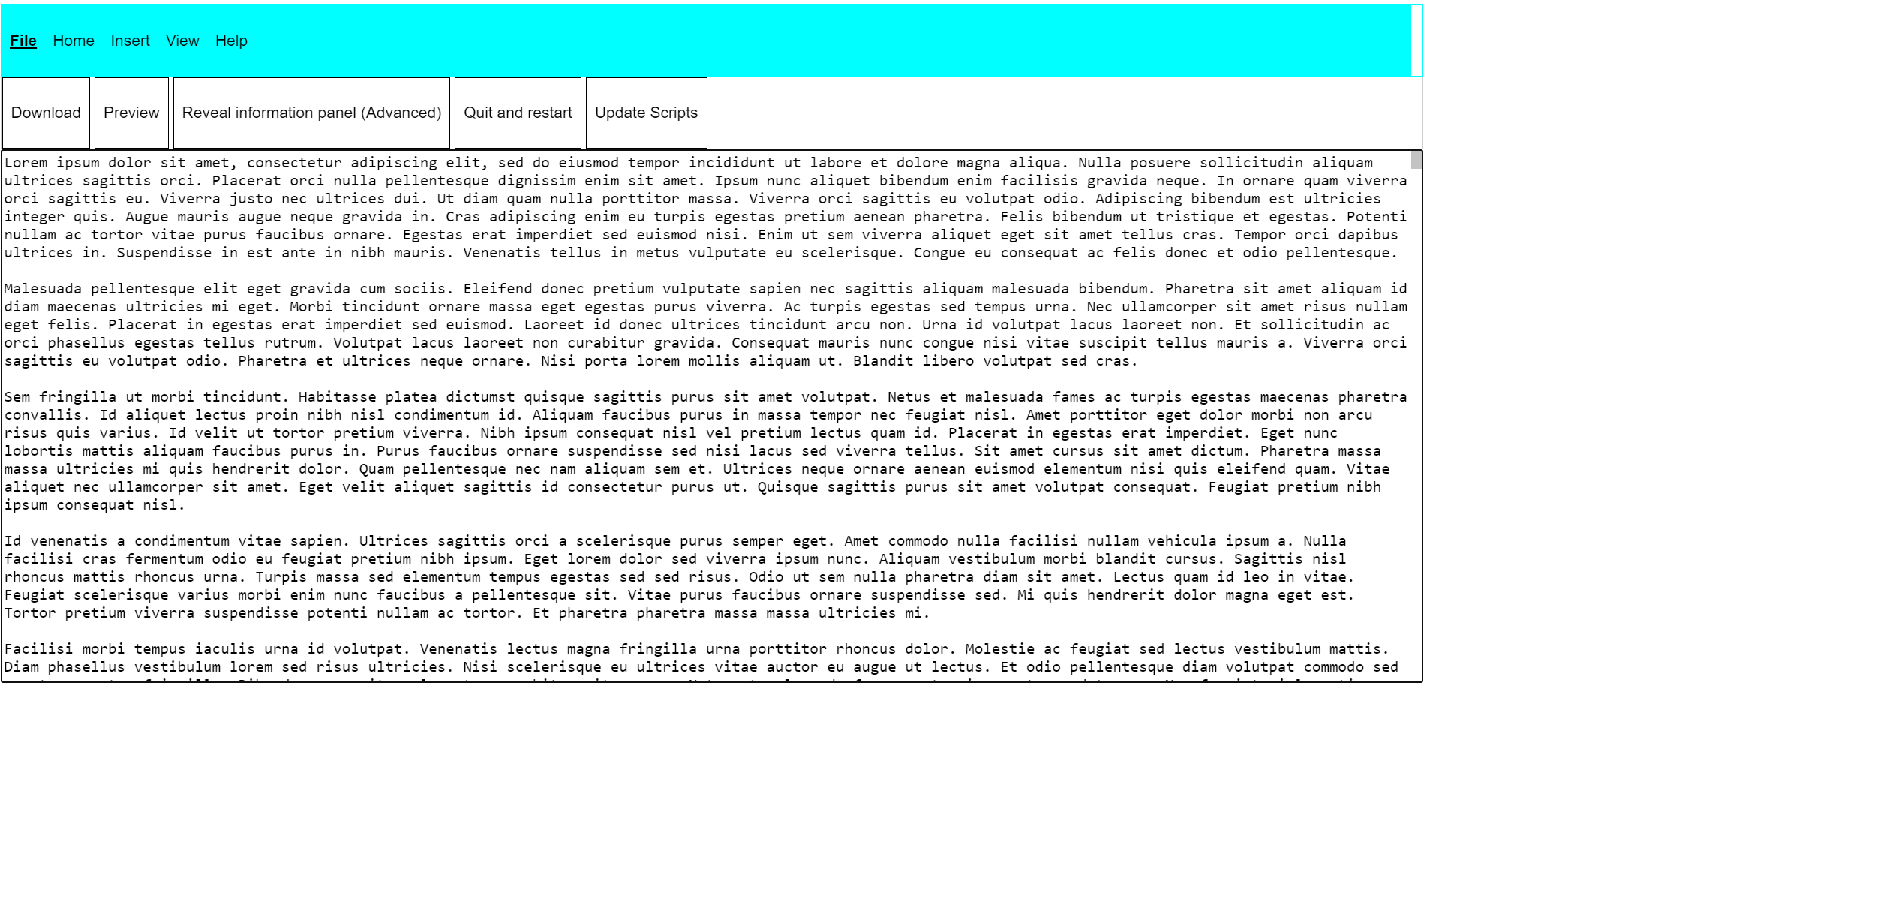 File Home Insert View Help
Download Preview Reveal information panel (Advanced) Quit and restart Update Scripts
Lorem ipsum dolor sit amet, consectetur adipiscing elit, sed do eiusmod tempor incididunt ut labore et dolore magna aliqua. Nulla posuere sollicitudin aliquam
ultrices sagittis orci. Placerat orci nulla pellentesque dignissim enim sit amet. Ipsum nunc aliquet bibendum enim facilisis gravida neque. In ornare quam viverra
orci sagittis eu. Viverra justo nec ultrices dui. Ut diam quam nulla porttitor massa. Viverra orci sagittis eu volutpat odio. Adipiscing bibendum est ultricies
integer quis. Augue mauris augue neque gravida in. Cras adipiscing enim eu turpis egestas pretium aenean pharetra. Felis bibendum ut tristique et egestas. Potenti
nullam ac tortor vitae purus faucibus ornare. Egestas erat imperdiet sed euismod nisi. Enim ut sem viverra aliquet eget sit amet tellus cras. Tempor orci dapibus
ultrices in. Suspendisse in est ante in nibh mauris. Venenatis tellus in metus vulputate eu scelerisque. Congue eu consequat ac felis donec et odio pellentesque.
Malesuada pellentesque elit eget gravida cum sociis. Eleifend donec pretium vulputate sapien nec sagittis aliquam malesuada bibendum. Pharetra sit amet aliquam id
diam maecenas ultricies mi eget. Morbi tincidunt ornare massa eget egestas purus viverra. Ac turpis egestas sed tempus urna. Nec ullamcorper sit amet risus nullam
eget felis. Placerat in egestas erat imperdiet sed euismod. Laoreet id donec ultrices tincidunt arcu non. Urna id volutpat lacus laoreet non. Et sollicitudin ac
orci phasellus egestas tellus rutrum. Volutpat lacus laoreet non curabitur gravida. Consequat mauris nunc congue nisi vitae suscipit tellus mauris a. Viverra orci
sagittis eu volutpat odio. Pharetra et ultrices neque ornare. Nisi porta lorem mollis aliquam ut. Blandit libero volutpat sed cras.
Sem fringilla ut morbi tincidunt. Habitasse platea dictumst quisque sagittis purus sit amet volutpat. Netus et malesuada fames ac turpis egestas maecenas pharetra
convallis. Id aliquet lectus proin nibh nisl condimentum id. Aliquam faucibus purus in massa tempor nec feugiat nisl. Amet porttitor eget dolor morbi non arcu
risus quis varius. Id velit ut tortor pretium viverra. Nibh ipsum consequat nisl vel pretium lectus quam id. Placerat in egestas erat imperdiet. Eget nunc
lobortis mattis aliquam faucibus purus in. Purus faucibus ornare suspendisse sed nisi lacus sed viverra tellus. Sit amet cursus sit amet dictum. Pharetra massa
massa ultricies mi quis hendrerit dolor. Quam pellentesque nec nam aliquam sem et. Ultrices neque ornare aenean euismod elementum nisi quis eleifend quam. Vitae
aliquet nec ullamcorper sit amet. Eget velit aliquet sagittis id consectetur purus ut. Quisque sagittis purus sit amet volutpat consequat. Feugiat pretium nibh
ipsum consequat nisl.
Id venenatis a condimentum vitae sapien. Ultrices sagittis orci a scelerisque purus semper eget. Amet commodo nulla facilisi nullam vehicula ipsum a. Nulla
facilisi cras fermentum odio eu feugiat pretium nibh ipsum. Eget lorem dolor sed viverra ipsum nunc. Aliquam vestibulum morbi blandit cursus. Sagittis nisl
rhoncus mattis rhoncus urna. Turpis massa sed elementum tempus egestas sed sed risus. Odio ut sem nulla pharetra diam sit amet. Lectus quam id leo in vitae.
Feugiat scelerisque varius morbi enim nunc faucibus a pellentesque sit. Vitae purus faucibus ornare suspendisse sed. Mi quis hendrerit dolor magna eget est.
Tortor pretium viverra suspendisse potenti nullam ac tortor. Et pharetra pharetra massa massa ultricies mi.
Facilisi morbi tempus iaculis urna id volutpat. Venenatis lectus magna fringilla urna porttitor rhoncus dolor. Molestie ac feugiat sed lectus vestibulum mattis.
Diam phasellus vestibulum lorem sed risus ultricies. Nisi scelerisque eu ultrices vitae auctor eu augue ut lectus. Et odio pellentesque diam volutpat commodo sed